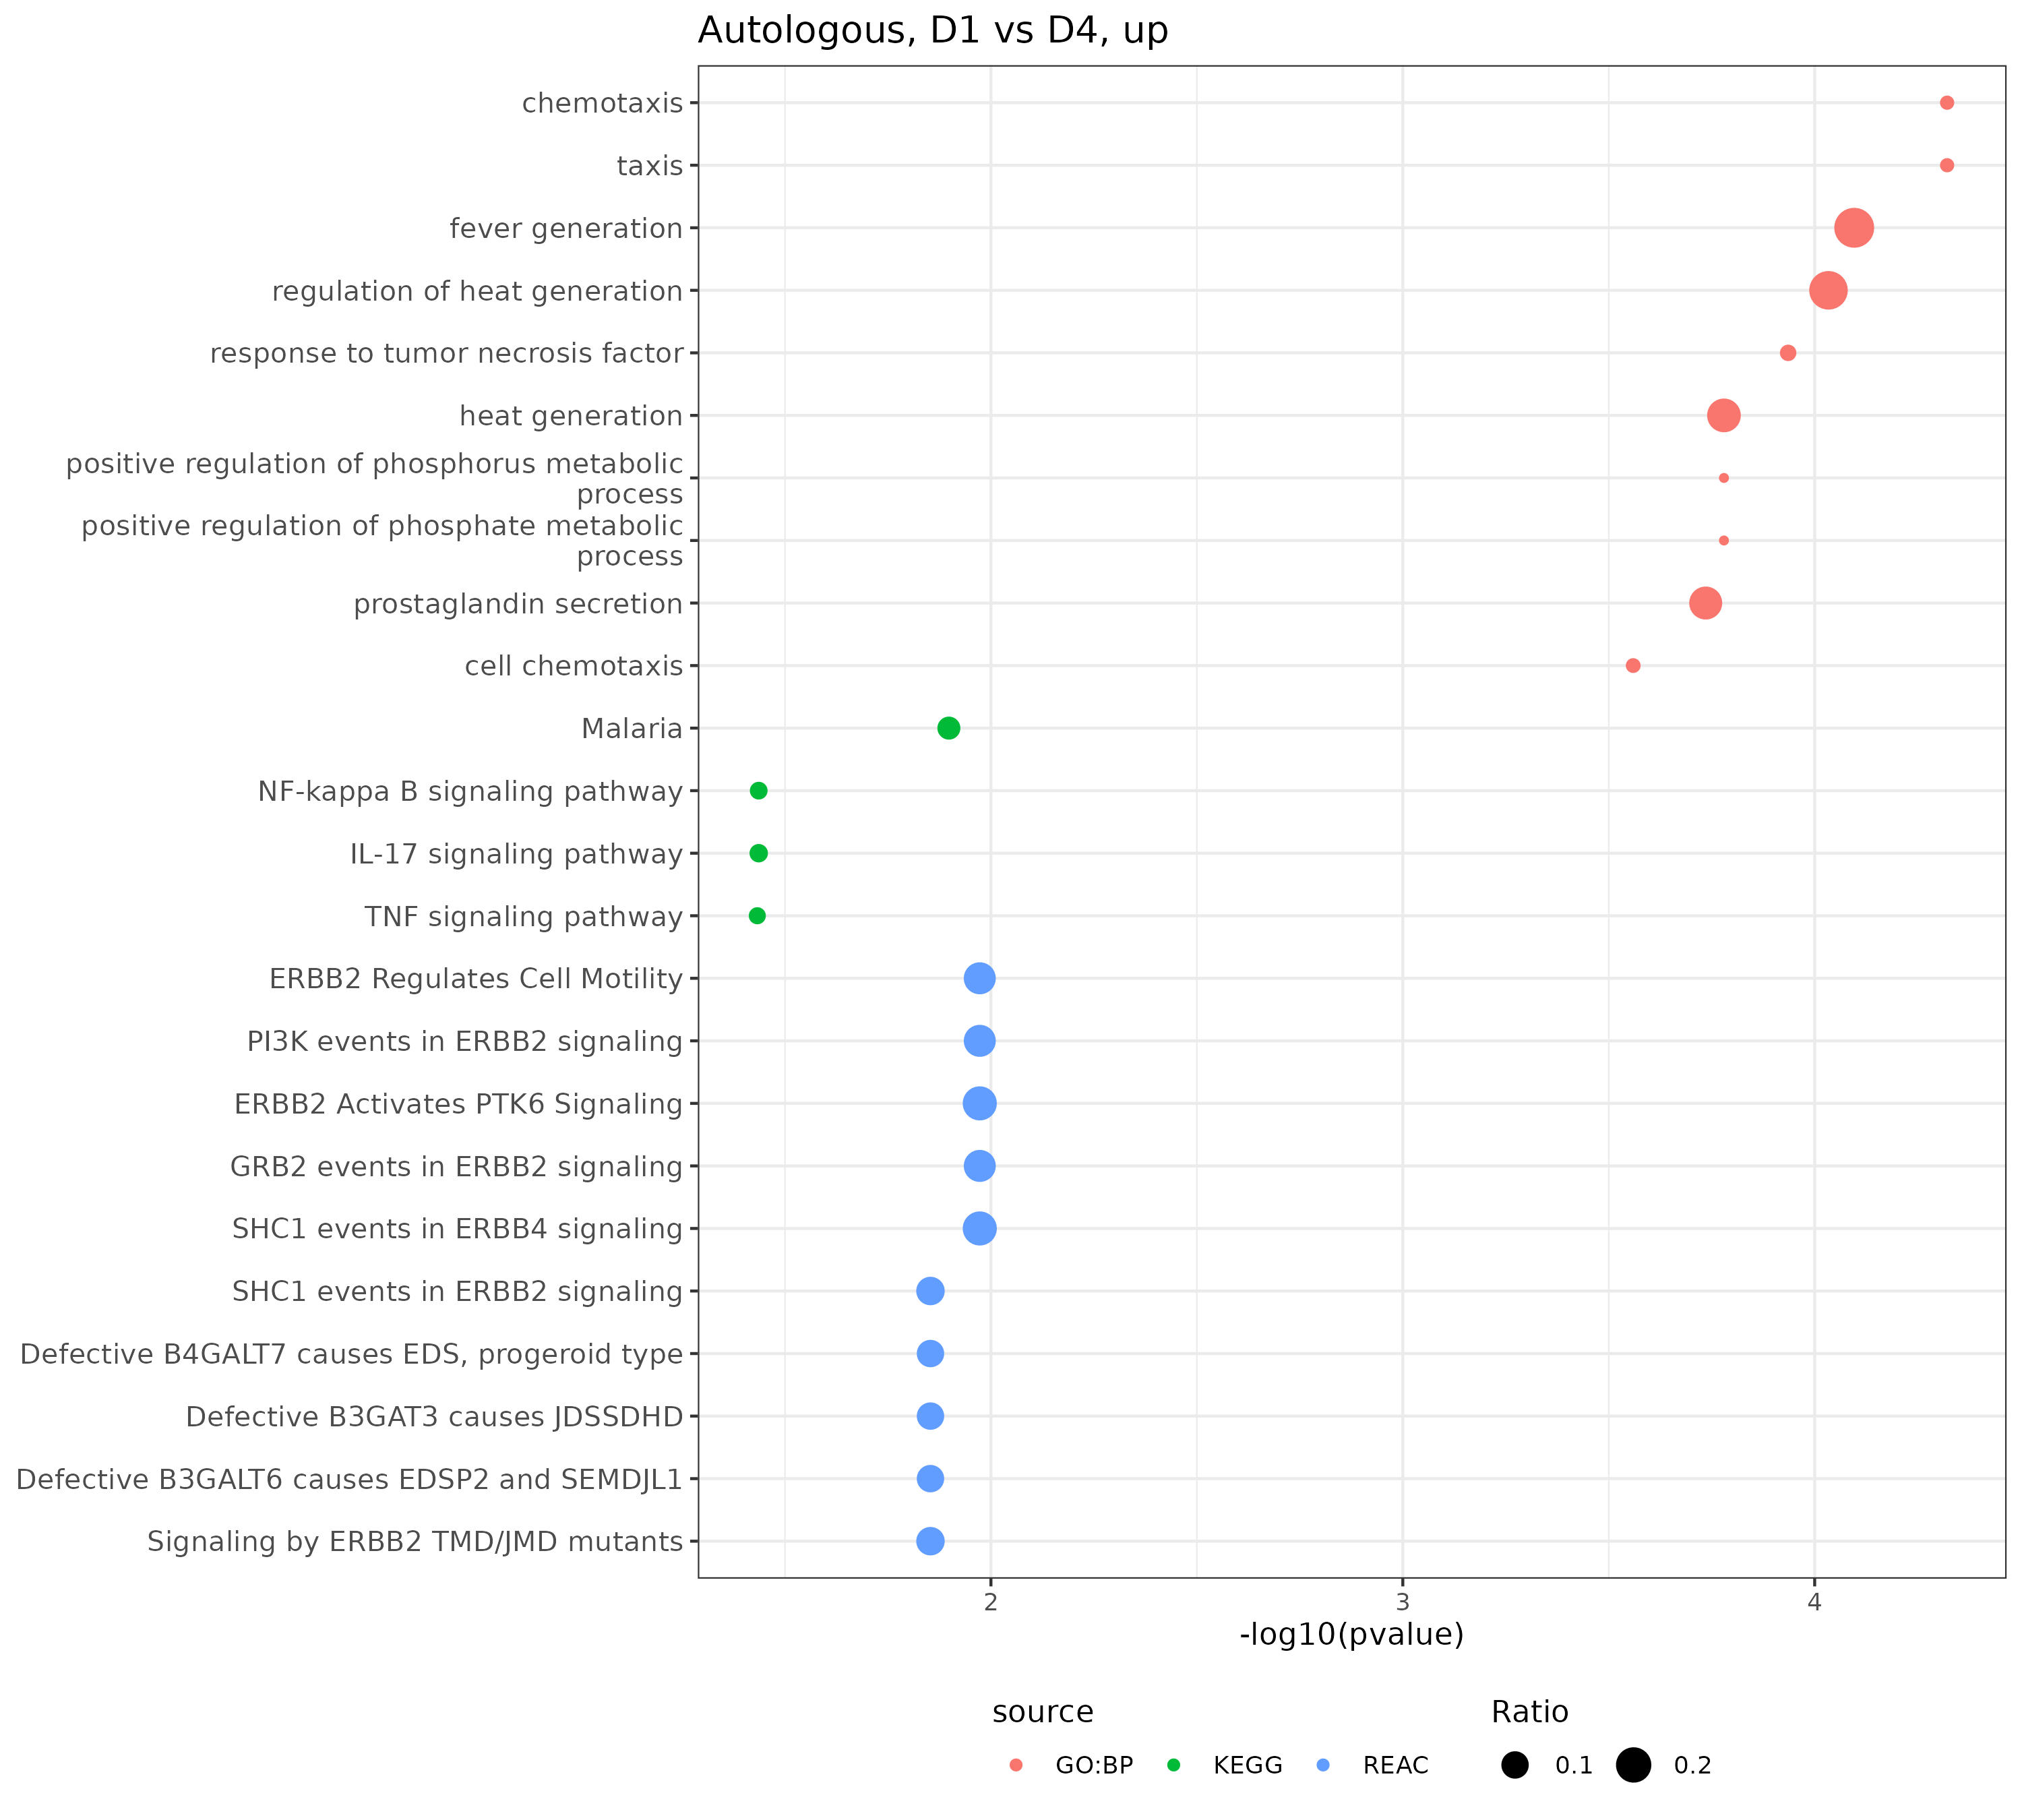 Autologous, D1 vs D4, up
chemotaxis
taxis
fever generation
regulation of heat generation
response to tumor necrosis factor
heat generation
positive regulation of phosphorus metabolic
process
positive regulation of phosphate metabolic
process
prostaglandin secretion
cell chemotaxis
Malaria
NF-kappa B signaling pathway
IL-17 signaling pathway
TNF signaling pathway
ERBB2 Regulates Cell Motility
PI3K events in ERBB2 signaling
ERBB2 Activates PTK6 Signaling
GRB2 events in ERBB2 signaling
SHC1 events in ERBB4 signaling
SHC1 events in ERBB2 signaling
Defective B4GALT7 causes EDS, progeroid type
Defective B3GAT3 causes JDSSDHD
Defective B3GALT6 causes EDSP2 and SEMDJL1
Signaling by ERBB2 TMD/JMD mutants
2 3 4
-log10(pvalue)
source Ratio
GO:BP KEGG REAC 0.1 0.2